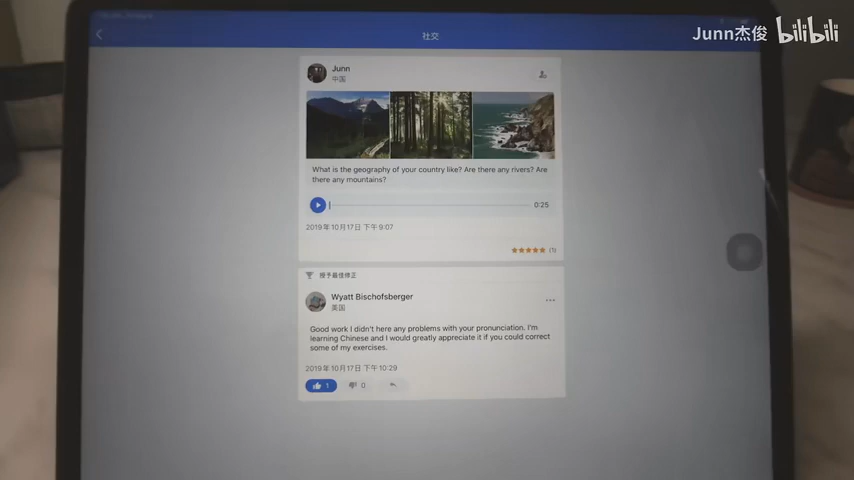 Junn杰俊 bilibili
社交
Junn
中国
What is the geography of your country like? Are there any rivers? Are
there any mountains?
0:25
2019年10月17日 下午9:07
(1)
授予最佳修正
Wyatt Bischofsberger
美国
Good work I didn't here any problems with your pronunciation. I'm
learning Chinese and I would greatly appreciate it if you could correct
some of my exercises.
2019年10月17日 下午10:29
1 0